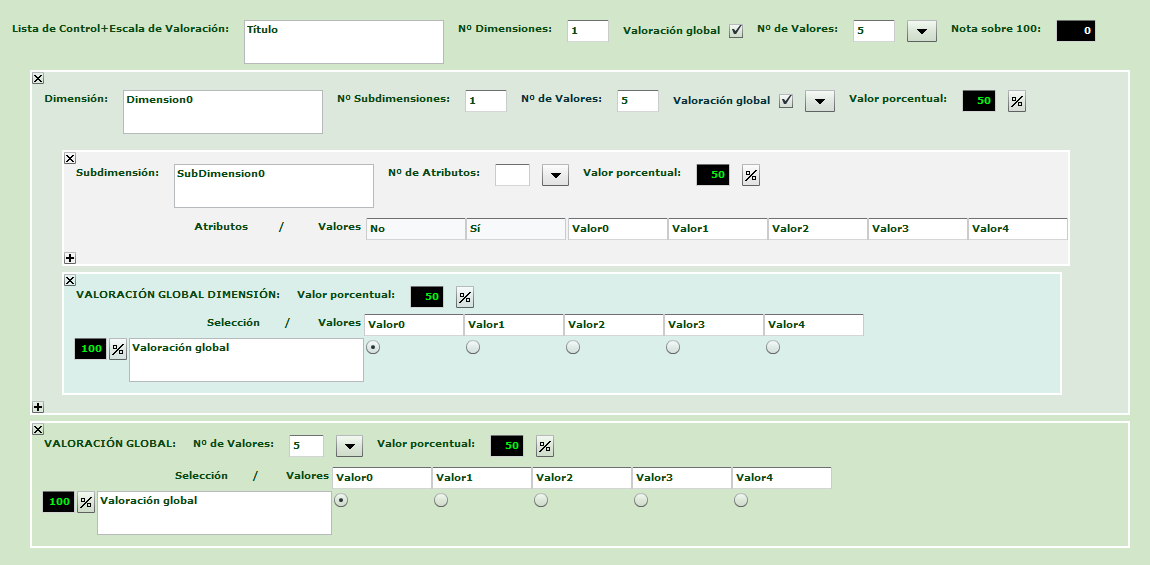 Lista de Control+Escala de Valoración: Título Nº Dimensiones: 1 Valoración global Nº de Valores: 5 Nota sobre 100: 0
Dimensión: Dimension0 Nº Subdimensiones: 1 Nº de Valores: 5 Valoración global Valor porcentual: 50 %
Subdimensión: SubDimension0 Nº de Atributos: Valor porcentual: 50 %
Atributos / Valores No Sí Valor0 Valor1 Valor2 Valor3 Valor4
VALORACIÓN GLOBAL DIMENSIÓN: Valor porcentual: 50 %
Selección / Valores Valor0 Valor1 Valor2 Valor3 Valor4
100 % Valoración global
VALORACIÓN GLOBAL: Nº de Valores: 5 Valor porcentual: 50 %
Selección / Valores Valor0 Valor1 Valor2 Valor3 Valor4
100 % Valoración global